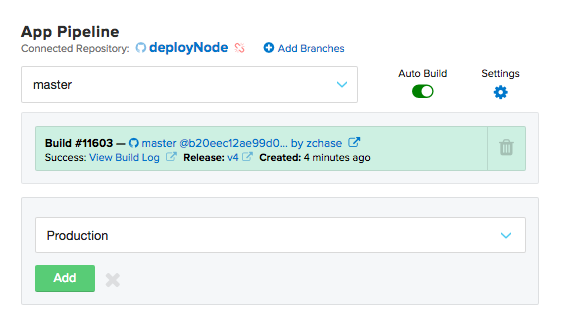 App Pipeline
Connected Repository: deployNode Add Branches
master
Auto Build
Settings
Build #11603 — master @b20eec12ae99d0... by zchase
Success: View Build Log Release: v4 Created: 4 minutes ago
Production
Add